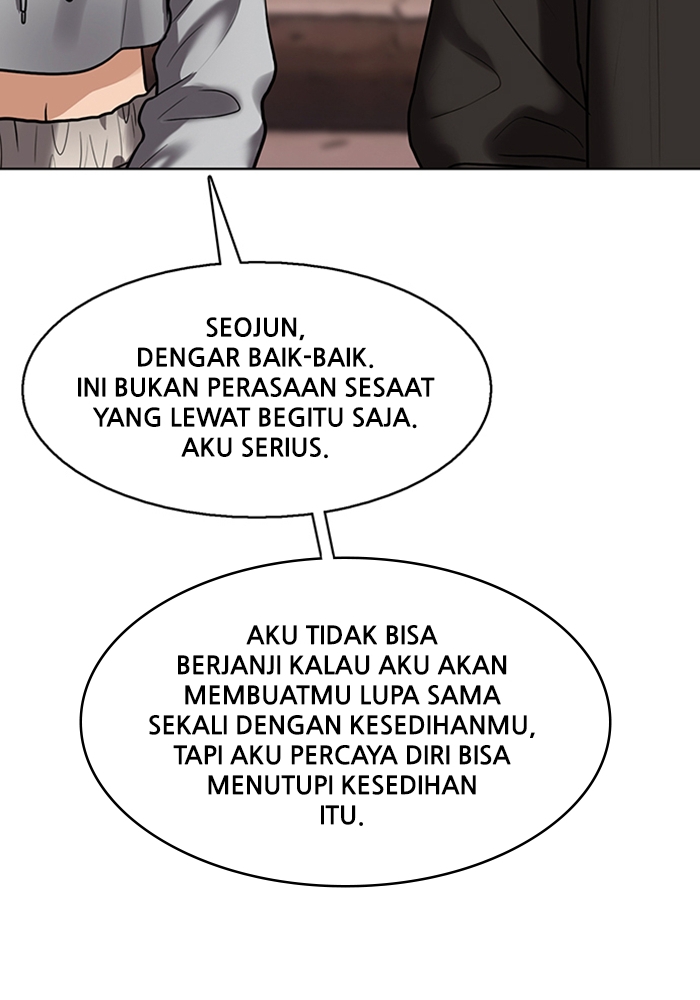 SEOJUN,
DENGAR BAIK-BAIK.
INI BUKAN PERASAAN SESAAT
YANG LEWAT BEGITU SAJA.
AKU SERIUS.
AKU TIDAK BISA
BERJANJI KALAU AKU AKAN
MEMBUATMU LUPA SAMA
SEKALI DENGAN KESEDIHANMU,
TAPI AKU PERCAYA DIRI BISA
MENUTUPI KESEDIHAN
ITU.